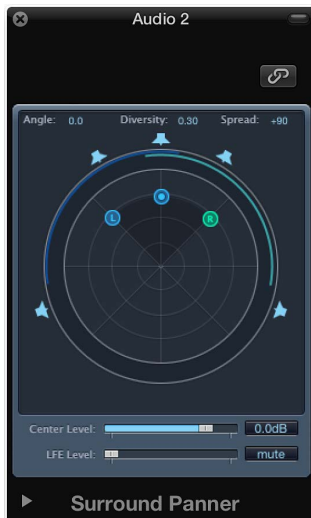 Audio 2
Angle: 0.0 Diversity: 0.30 Spread: +90
L
R
Center Level: 0.0dB
LFE Level: mute
Surround Panner